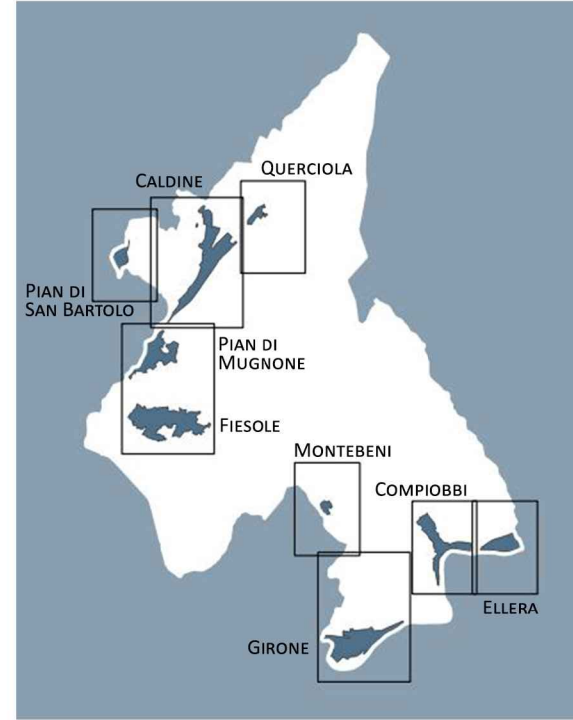 QUERCIOLA
CALDINE
PIAN DI
SAN BARTOLO
PIAN DI
MUGNONE
FIESOLE
MONTEBENI
COMPIOBBI
ELLERA
GIRONE